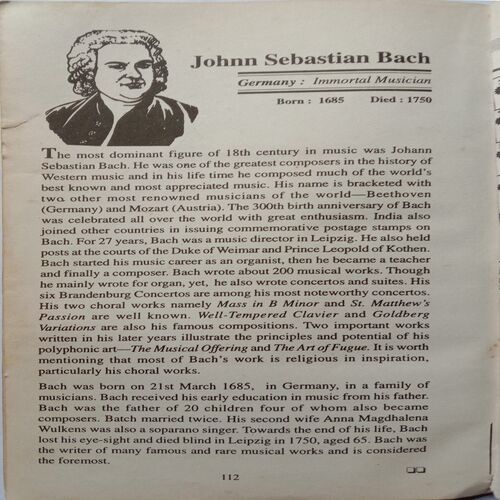 Johnn Sebastian Bach
Germany : Immortal Musician
Born : 1685 Died : 1750
The most dominant figure of 18th century in music was Johann
Sebastian Bach. He was one of the greatest composers in the history of
Western music and in his life time he composed much of the world's
best known and most appreciated music. His name is bracketed with
two other most renowned musicians of the world—Beethoven
(Germany) and Mozart (Austria). The 300th birth anniversary of Bach
was celebrated all over the world with great enthusiasm. India also
joined other countries in issuing commemorative postage stamps on
Bach. For 27 years, Bach was a music director in Leipzig. He also held
posts at the courts of the Duke of Weimar and Prince Leopold of Kothen.
Bach started his music career as an organist, then he became a teacher
and finally a composer. Bach wrote about 200 musical works. Though
he mainly wrote for organ, yet, he also wrote concertos and suites. His
six Brandenburg Concertos are among his most noteworthy concertos.
His two choral works namely Mass in B Minor and St. Matthew's
Passion are well known. Well-Tempered Clavier and Goldberg
Variations are also his famous compositions. Two important works
written in his later years illustrate the principles and potential of his
polyphonic art—The Musical Offering and The Art of Fugue. It is worth
mentioning that most of Bach's work is religious in inspiration,
particularly his choral works.
Bach was born on 21st March 1685, in Germany, in a family of
musicians. Bach received his early education in music from his father.
Bach was the father of 20 children four of whom also became
composers. Batch married twice. His second wife Anna Magdhalena
Wulkens was also a soparano singer. Towards the end of his life, Bach
lost his eye-sight and died blind in Leipzig in 1750, aged 65. Bach was
the writer of many famous and rare musical works and is considered
the foremost.
112